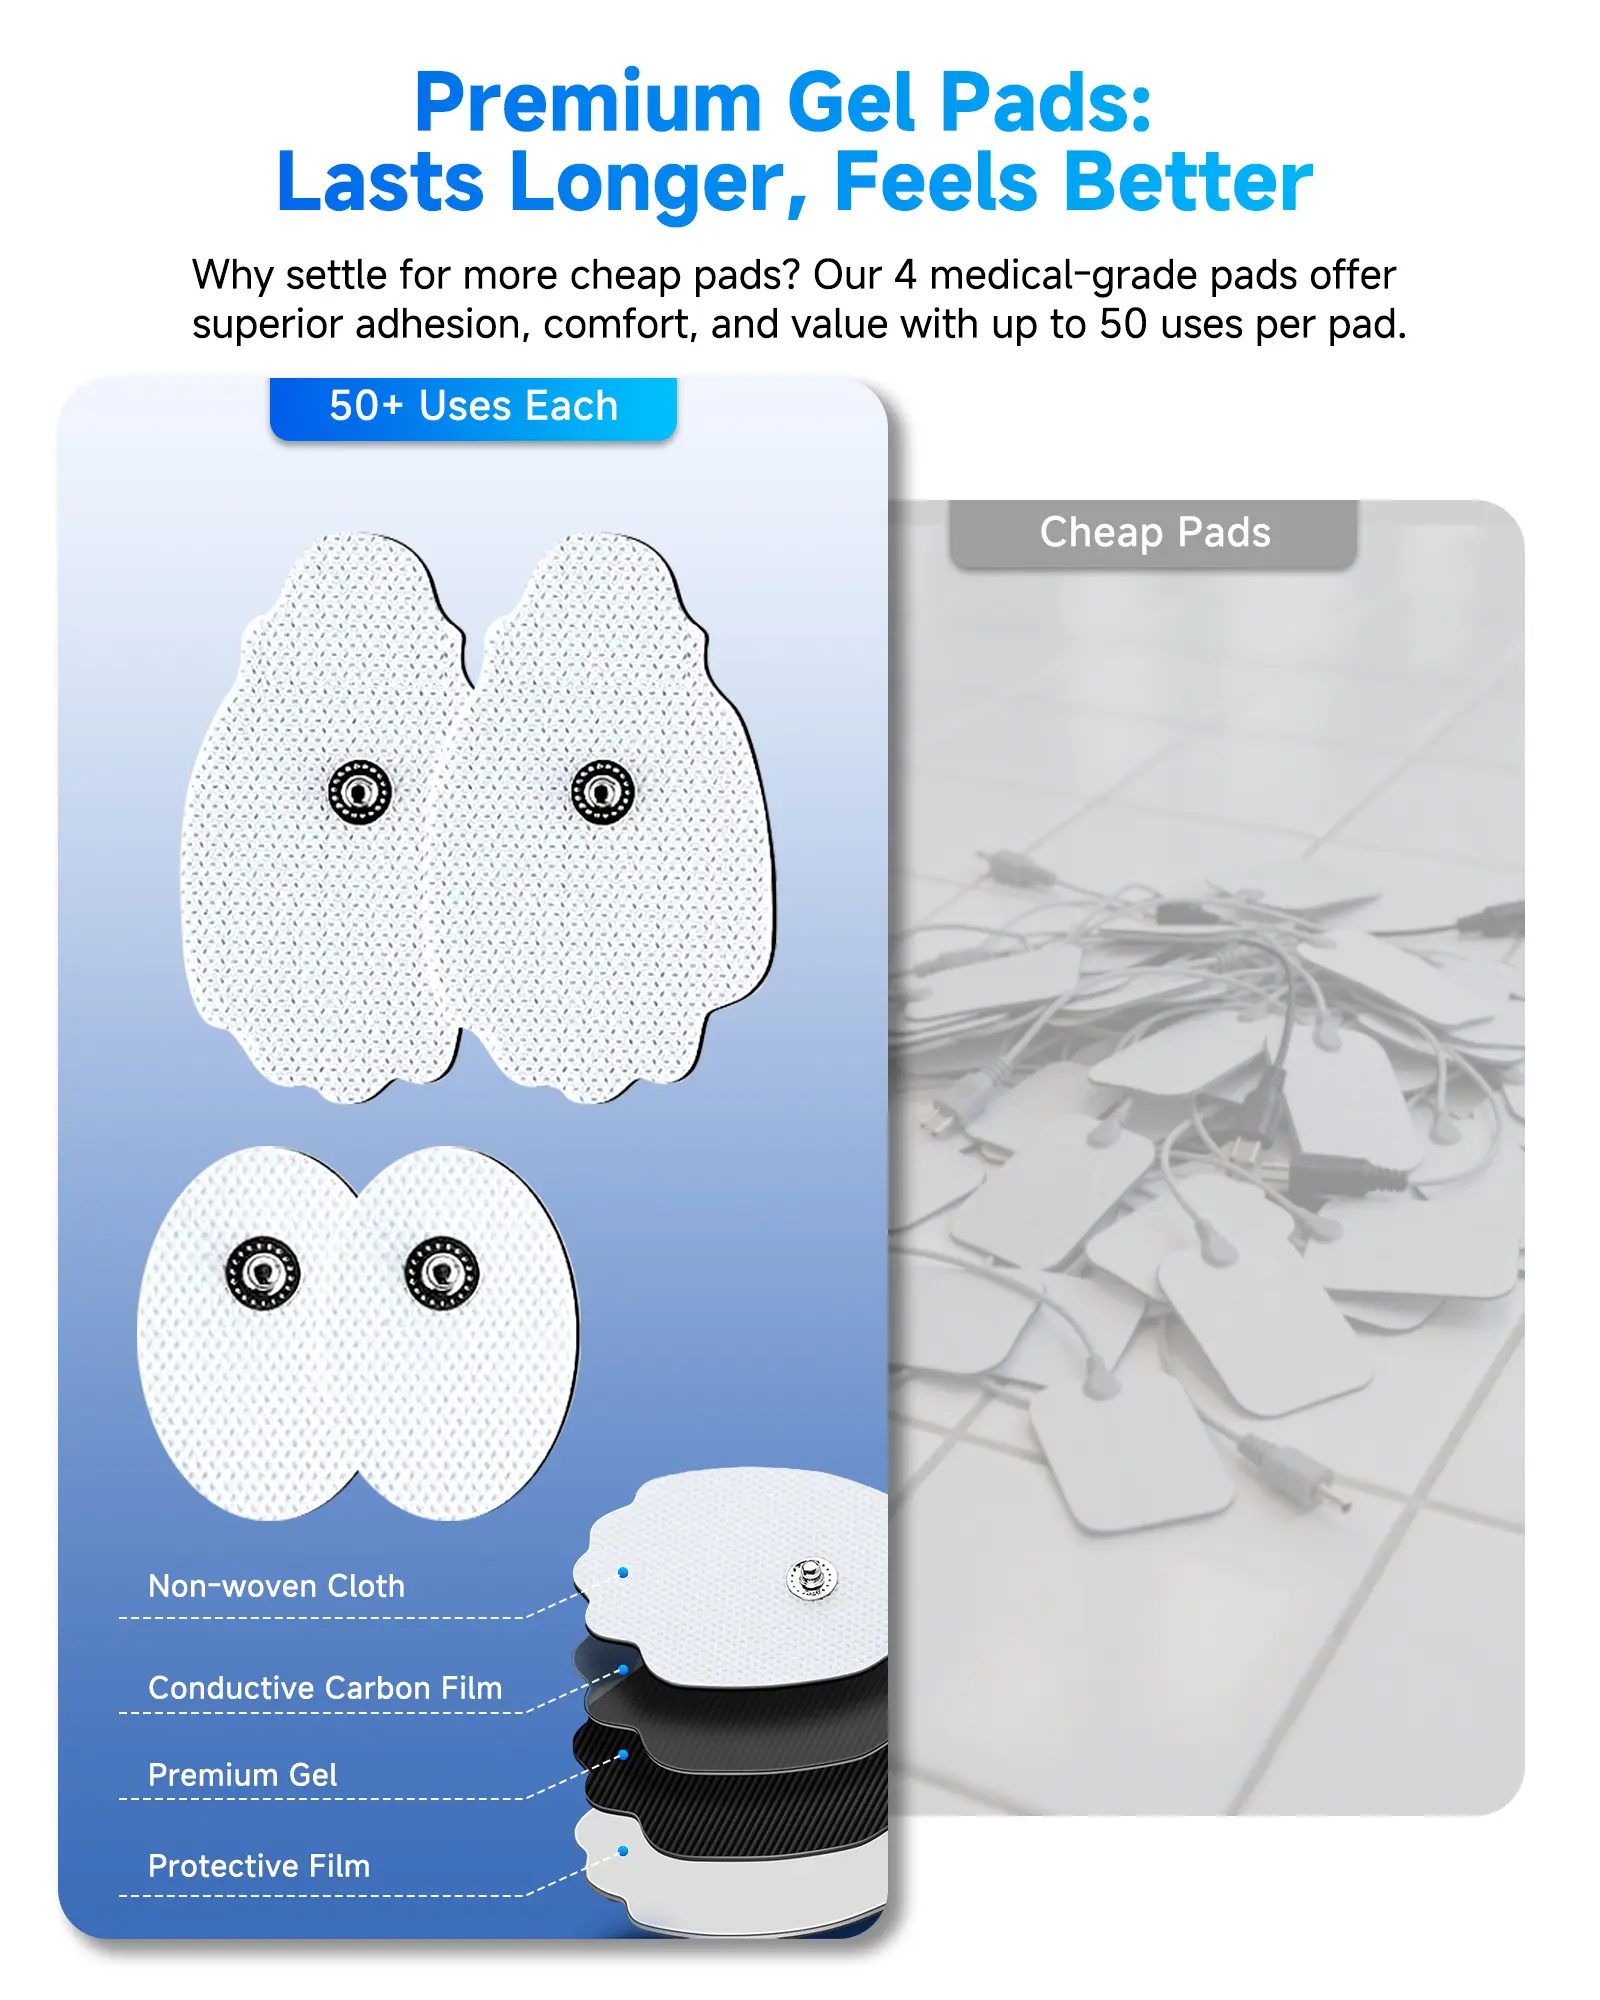 Premium Gel Pads:
Lasts Longer, Feels Better
Why settle for more cheap pads? Our 4 medical-grade pads offer
superior adhesion, comfort, and value with up to 50 uses per pad.
50+ Uses Each
Cheap Pads
Non-woven Cloth
Conductive Carbon Film
Premium Gel
Protective Film